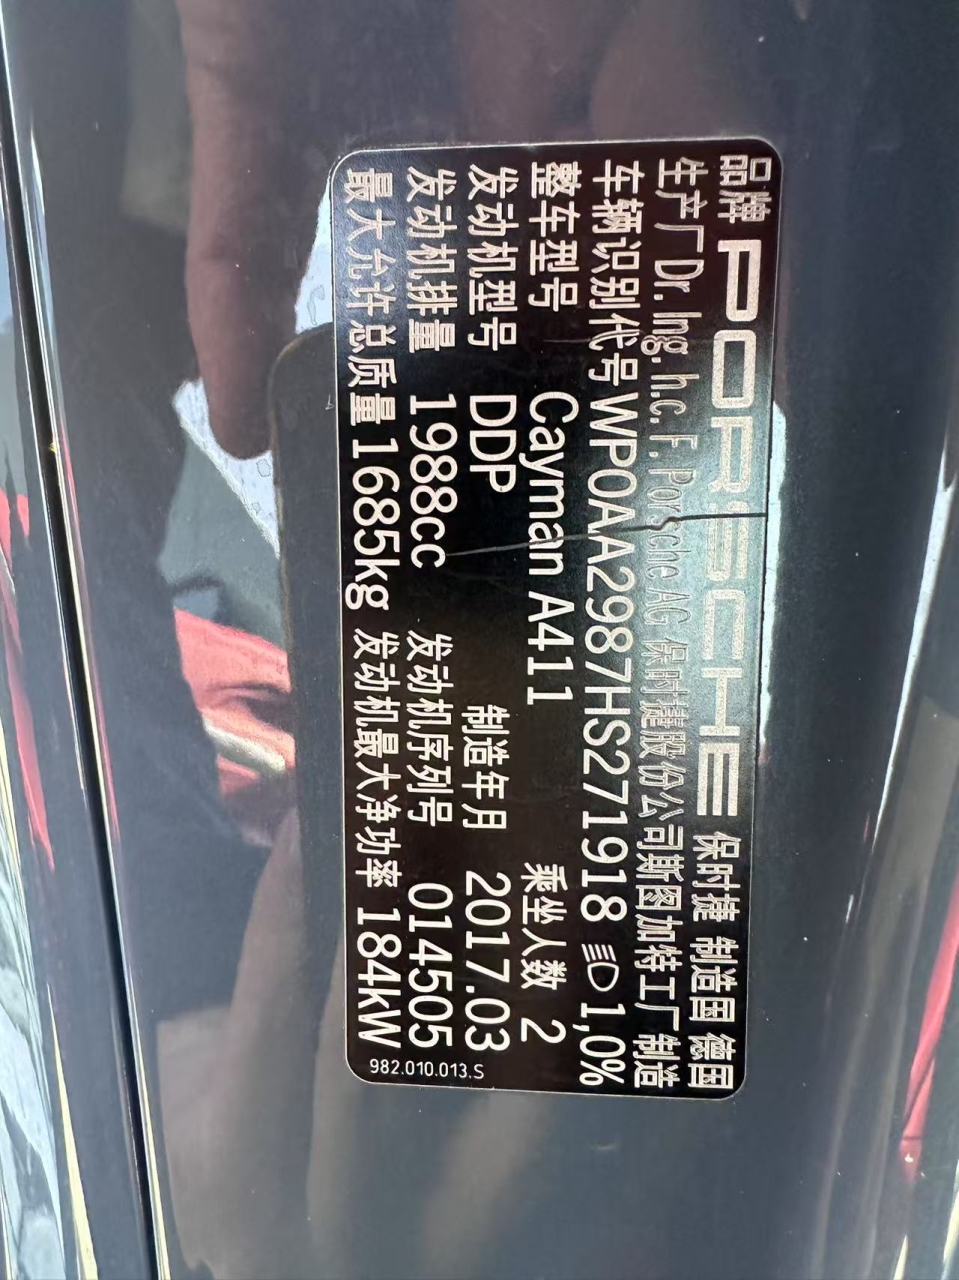 品牌 PORSCHE 保时捷 制造国 德国
生产厂 Dr. Ing. h.c. F. Porsche AG 保时捷股份公司斯图加特工厂制造
车辆识别代号 WP0AA2987HS271918 1,0%
整车型号 Cayman A411 乘坐人数 2
发动机型号 DDP 制造年月 2017.03
发动机排量 1988cc 发动机序列号 014505
最大允许总质量 1685kg 发动机最大净功率 184kW
982.010.013.S